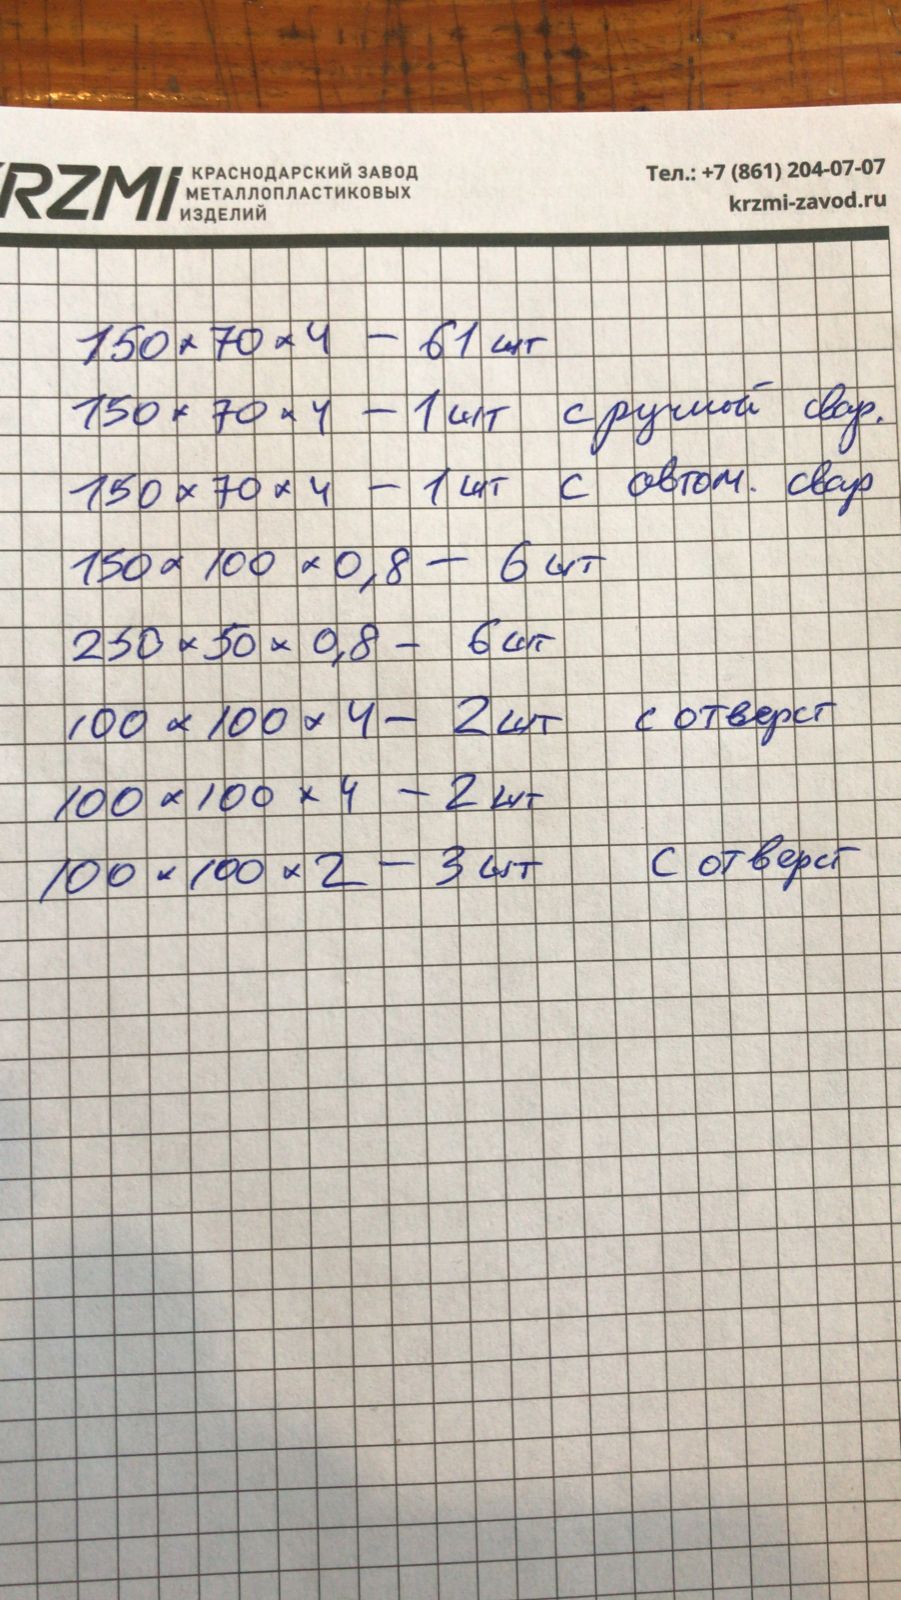 KRZMI
КРАСНОДАРСКИЙ ЗАВОД
МЕТАЛЛОПЛАСТИКОВЫХ
ИЗДЕЛИЙ
Тел.: +7 (861) 204-07-07
krzmi-zavod.ru
150 × 70 × 4 – 61 шт
150 × 70 × 4 – 1 шт с ручной свар.
150 × 70 × 4 – 1 шт с автом. свар
150 × 100 × 0,8 – 6 шт
250 × 50 × 0,8 – 6 шт
100 × 100 × 4 – 2 шт с отверст
100 × 100 × 4 – 2 шт
100 × 100 × 2 – 3 шт С отверст